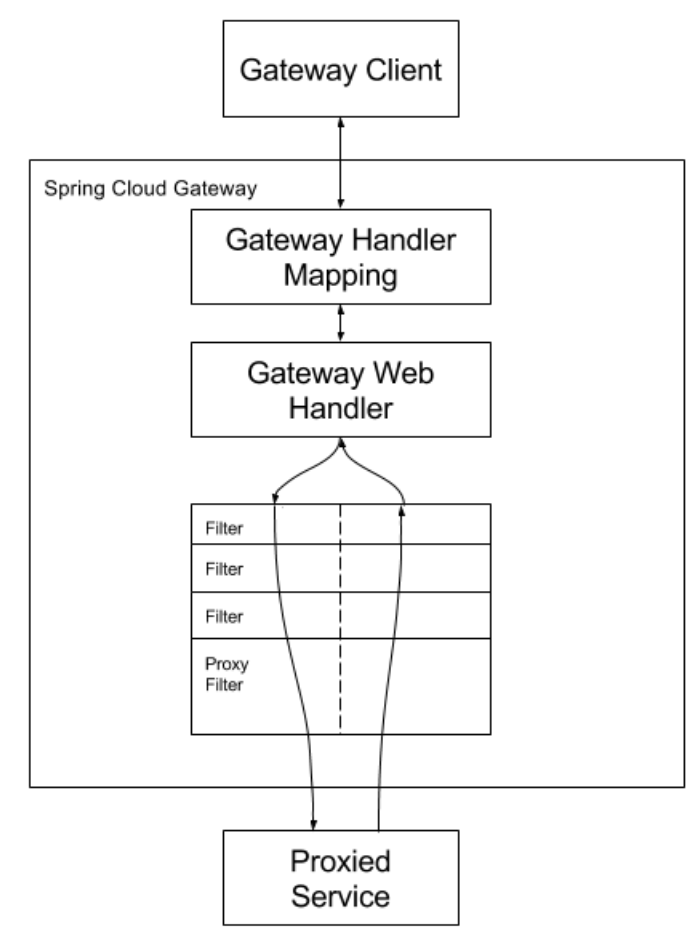 Gateway Client
Spring Cloud Gateway
Gateway Handler
Mapping
Gateway Web
Handler
Filter
Filter
Filter
Proxy
Filter
Proxied
Service